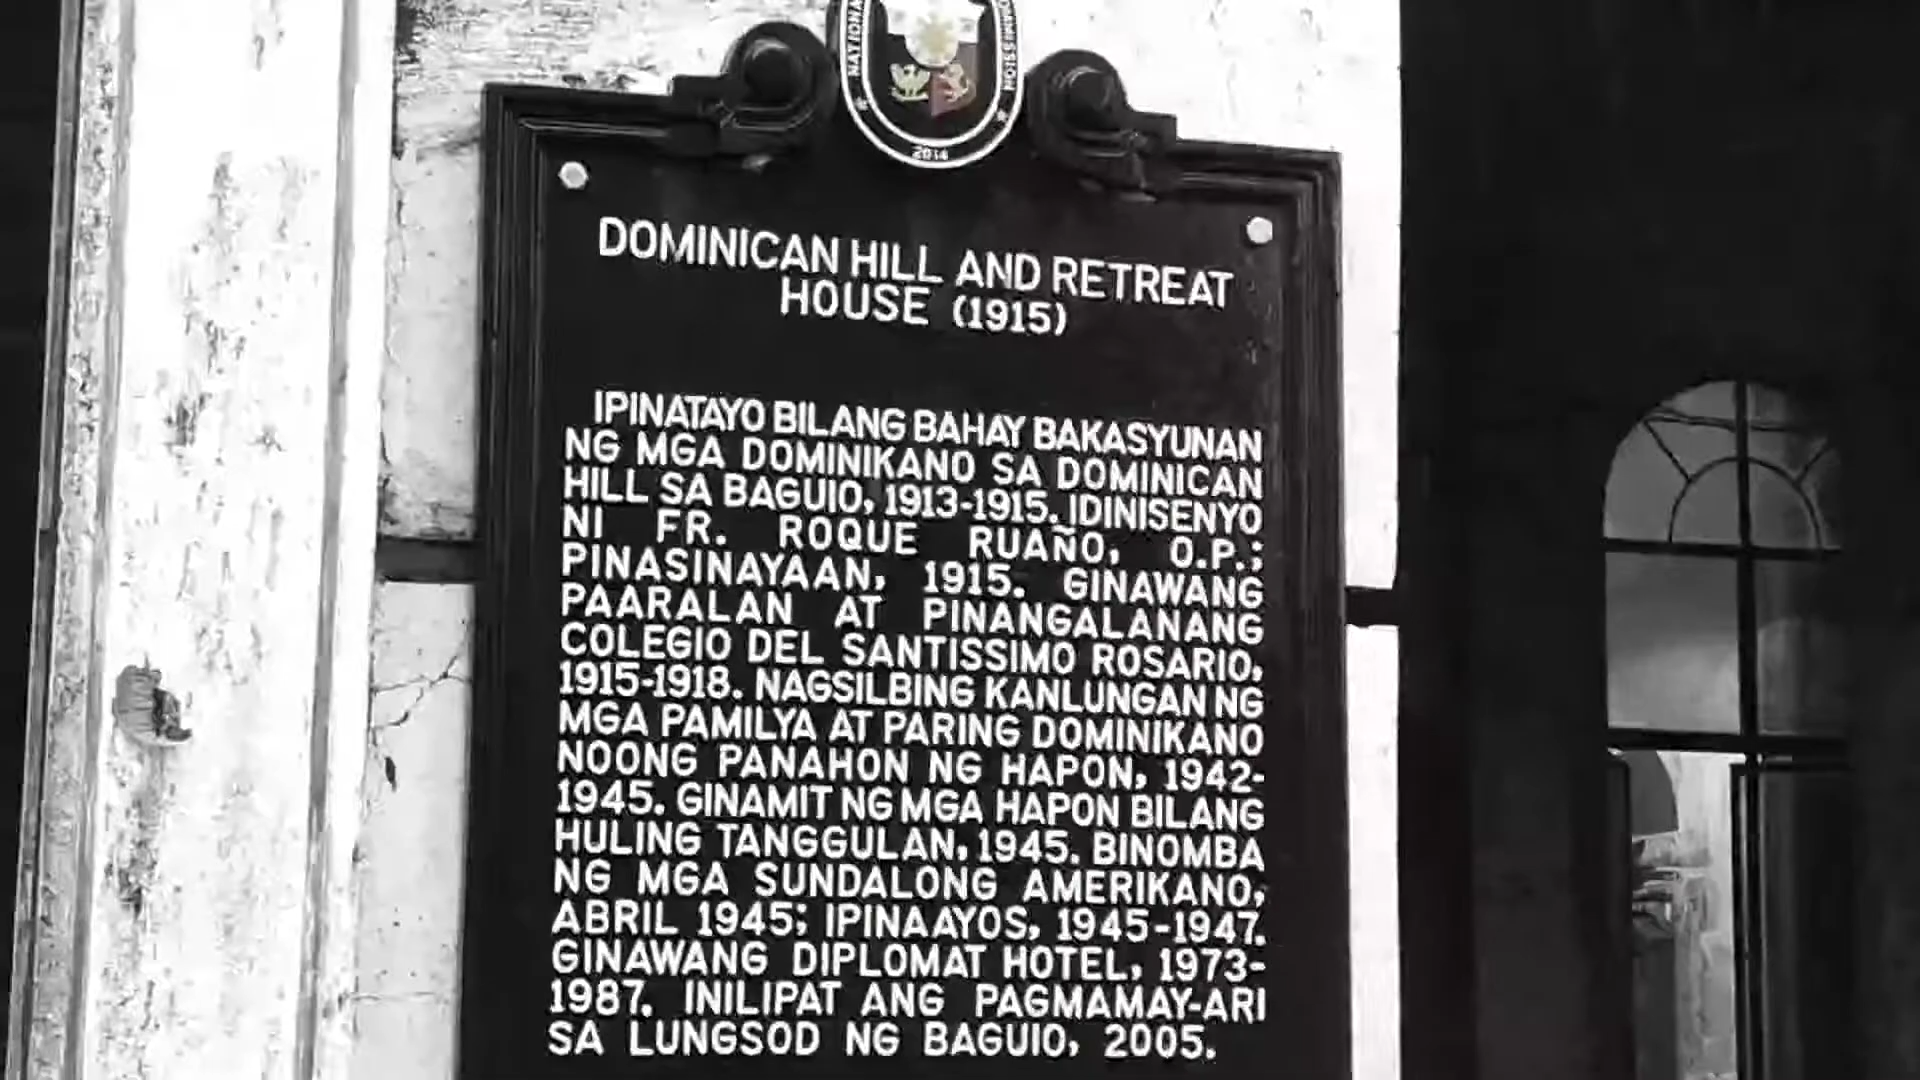 NATIONA
MOISSIMMO
2014
DOMINICAN HILL AND RETREAT
HOUSE (1915)
IPINATAYO BILANG BAHAY BAKASYUNAN
NG MGA DOMINIKANO SA DOMINICAN
HILL SA BAGUIO, 1913-1915. IDINISENYO
NI FR. ROQUE RUAÑO, O.P.;
PINASINAYAAN, 1915. GINAWANG
PAARALAN AT PINANGALANANG
COLEGIO DEL SANTISSIMO ROSARIO,
1915-1918. NAGSILBING KANLUNGAN NG
MGA PAMILYA AT PARING DOMINIKANO
NOONG PANAHON NG HAPON, 1942-
1945. GINAMIT NG MGA HAPON BILANG
HULING TANGGULAN, 1945. BINOMBA
NG MGA SUNDALONG AMERIKANO,
ABRIL 1945; IPINAAYOS, 1945-1947.
GINAWANG DIPLOMAT HOTEL, 1973-
1987. INILIPAT ANG PAGMAMAY-ARI
SA LUNGSOD NG BAGUIO, 2005.